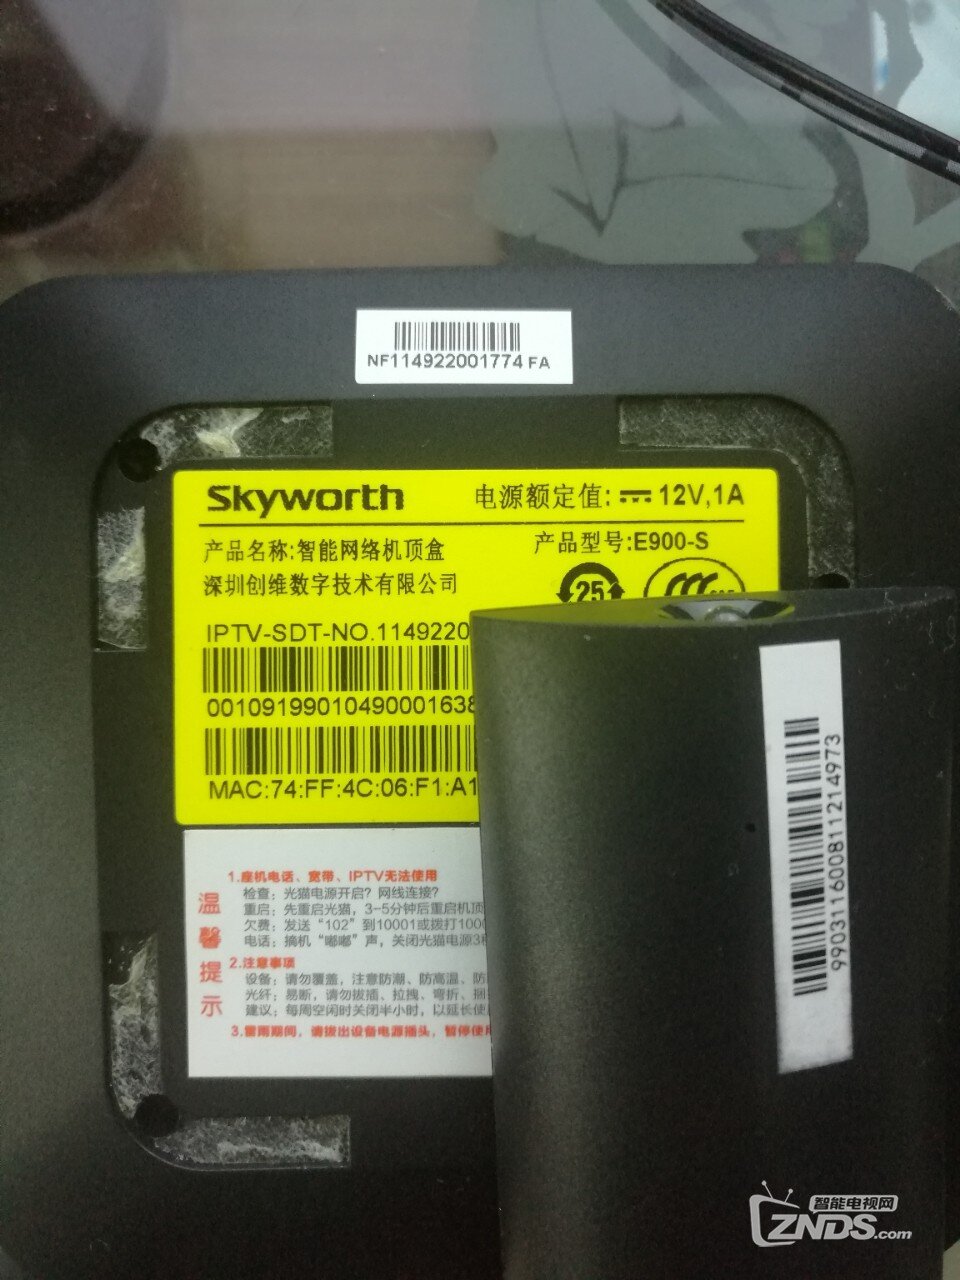 NF114922001774 FA
Skyworth
电源额定值: 12V,1A
产品名称:智能网络机顶盒
产品型号:E900-S
深圳创维数字技术有限公司
25
CCC
IPTV-SDT-NO.1149220
00109199010490001638
MAC:74:FF:4C:06:F1:A1
温馨提示
1.座机电话、宽带、IPTV无法使用
检查：光猫电源开启？网线连接？
重启：先重启光猫，3-5分钟后重启机顶
欠费：发送“102”到10001或拨打1000
电话：摘机“嘟嘟”声，关闭光猫电源3
2.注意事项
设备：请勿覆盖，注意防潮、防高温、防
光纤：易断，请勿拔插、拉拽、弯折、捆
建议：每周空闲时关闭半小时，以延长使
3.雷雨期间，请拔出设备电源插头，暂停使用
990311600811214973
智能电视网
ZNDS.com